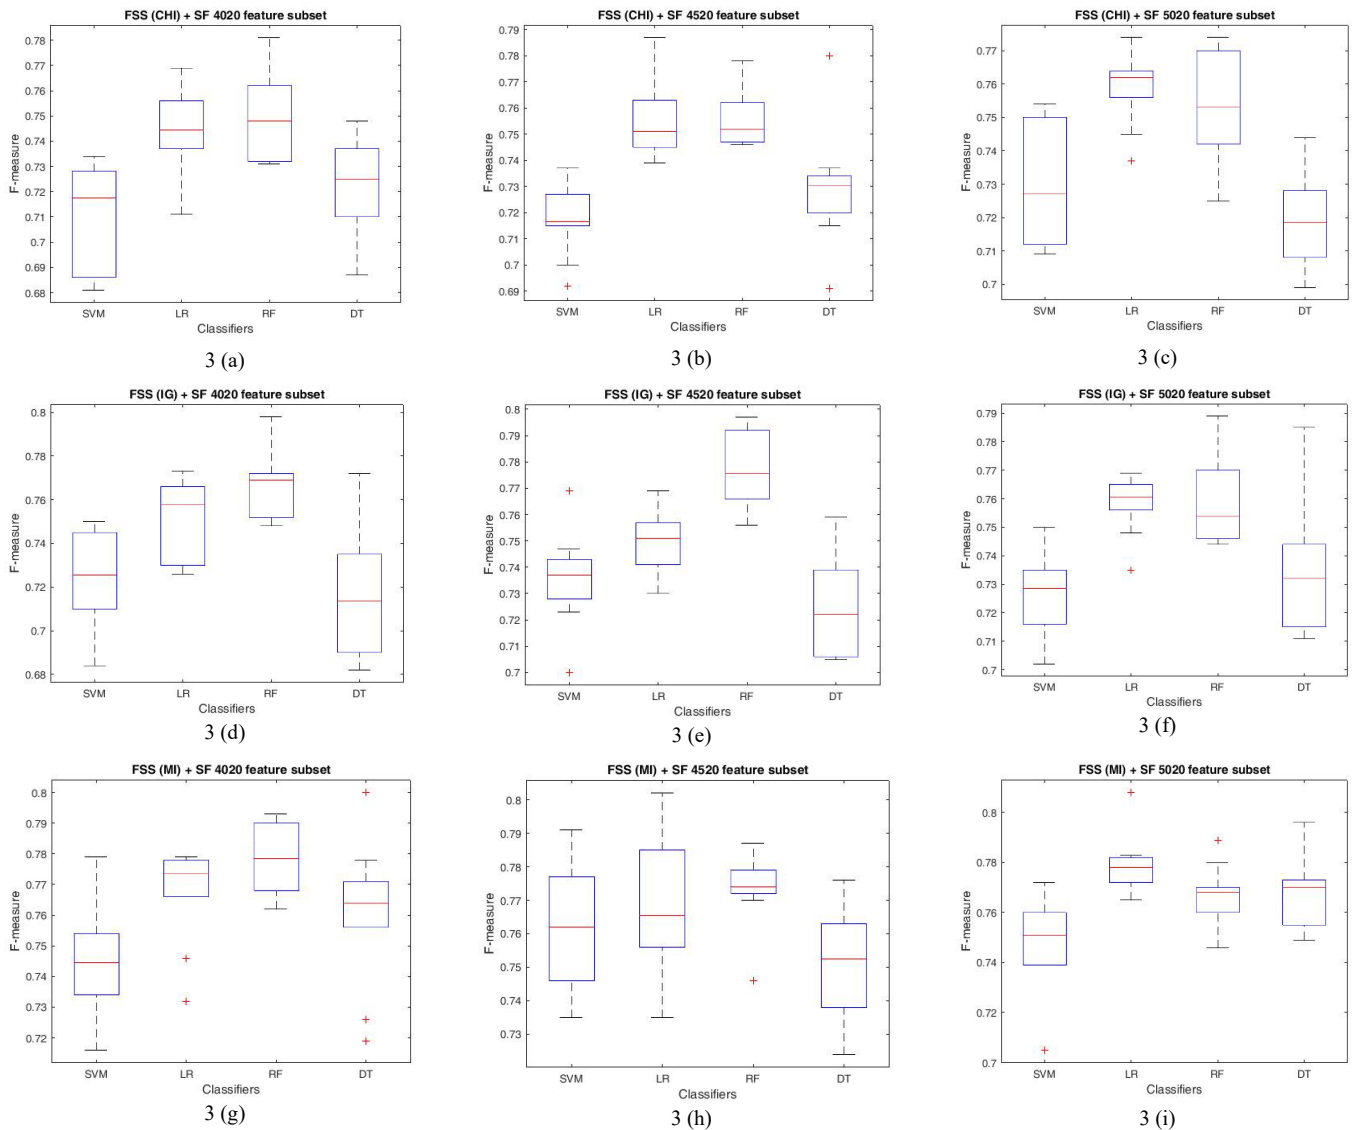 FSS (CHI) + SF 4020 feature subset
0.78
0.77
0.76
0.75
0.74
0.73
0.72
0.71
0.7
0.69
0.68
F-measure
SVM LR RF DT
Classifiers
3 (a)
FSS (CHI) + SF 4520 feature subset
0.79
0.78
0.77
0.76
0.75
0.74
0.73
0.72
0.71
0.7
0.69
F-measure
SVM LR RF DT
Classifiers
3 (b)
FSS (CHI) + SF 5020 feature subset
0.77
0.76
0.75
0.74
0.73
0.72
0.71
0.7
F-measure
SVM LR RF DT
Classifiers
3 (c)
FSS (IG) + SF 4020 feature subset
0.8
0.78
0.76
0.74
0.72
0.7
0.68
F-measure
SVM LR RF DT
Classifiers
3 (d)
FSS (IG) + SF 4520 feature subset
0.8
0.79
0.78
0.77
0.76
0.75
0.74
0.73
0.72
0.71
0.7
F-measure
SVM LR RF DT
Classifiers
3 (e)
FSS (IG) + SF 5020 feature subset
0.79
0.78
0.77
0.76
0.75
0.74
0.73
0.72
0.71
0.7
F-measure
SVM LR RF DT
Classifiers
3 (f)
FSS (MI) + SF 4020 feature subset
0.8
0.79
0.78
0.77
0.76
0.75
0.74
0.73
0.72
F-measure
SVM LR RF DT
Classifiers
3 (g)
FSS (MI) + SF 4520 feature subset
0.8
0.79
0.78
0.77
0.76
0.75
0.74
0.73
F-measure
SVM LR RF DT
Classifiers
3 (h)
FSS (MI) + SF 5020 feature subset
0.8
0.78
0.76
0.74
0.72
0.7
F-measure
SVM LR RF DT
Classifiers
3 (i)